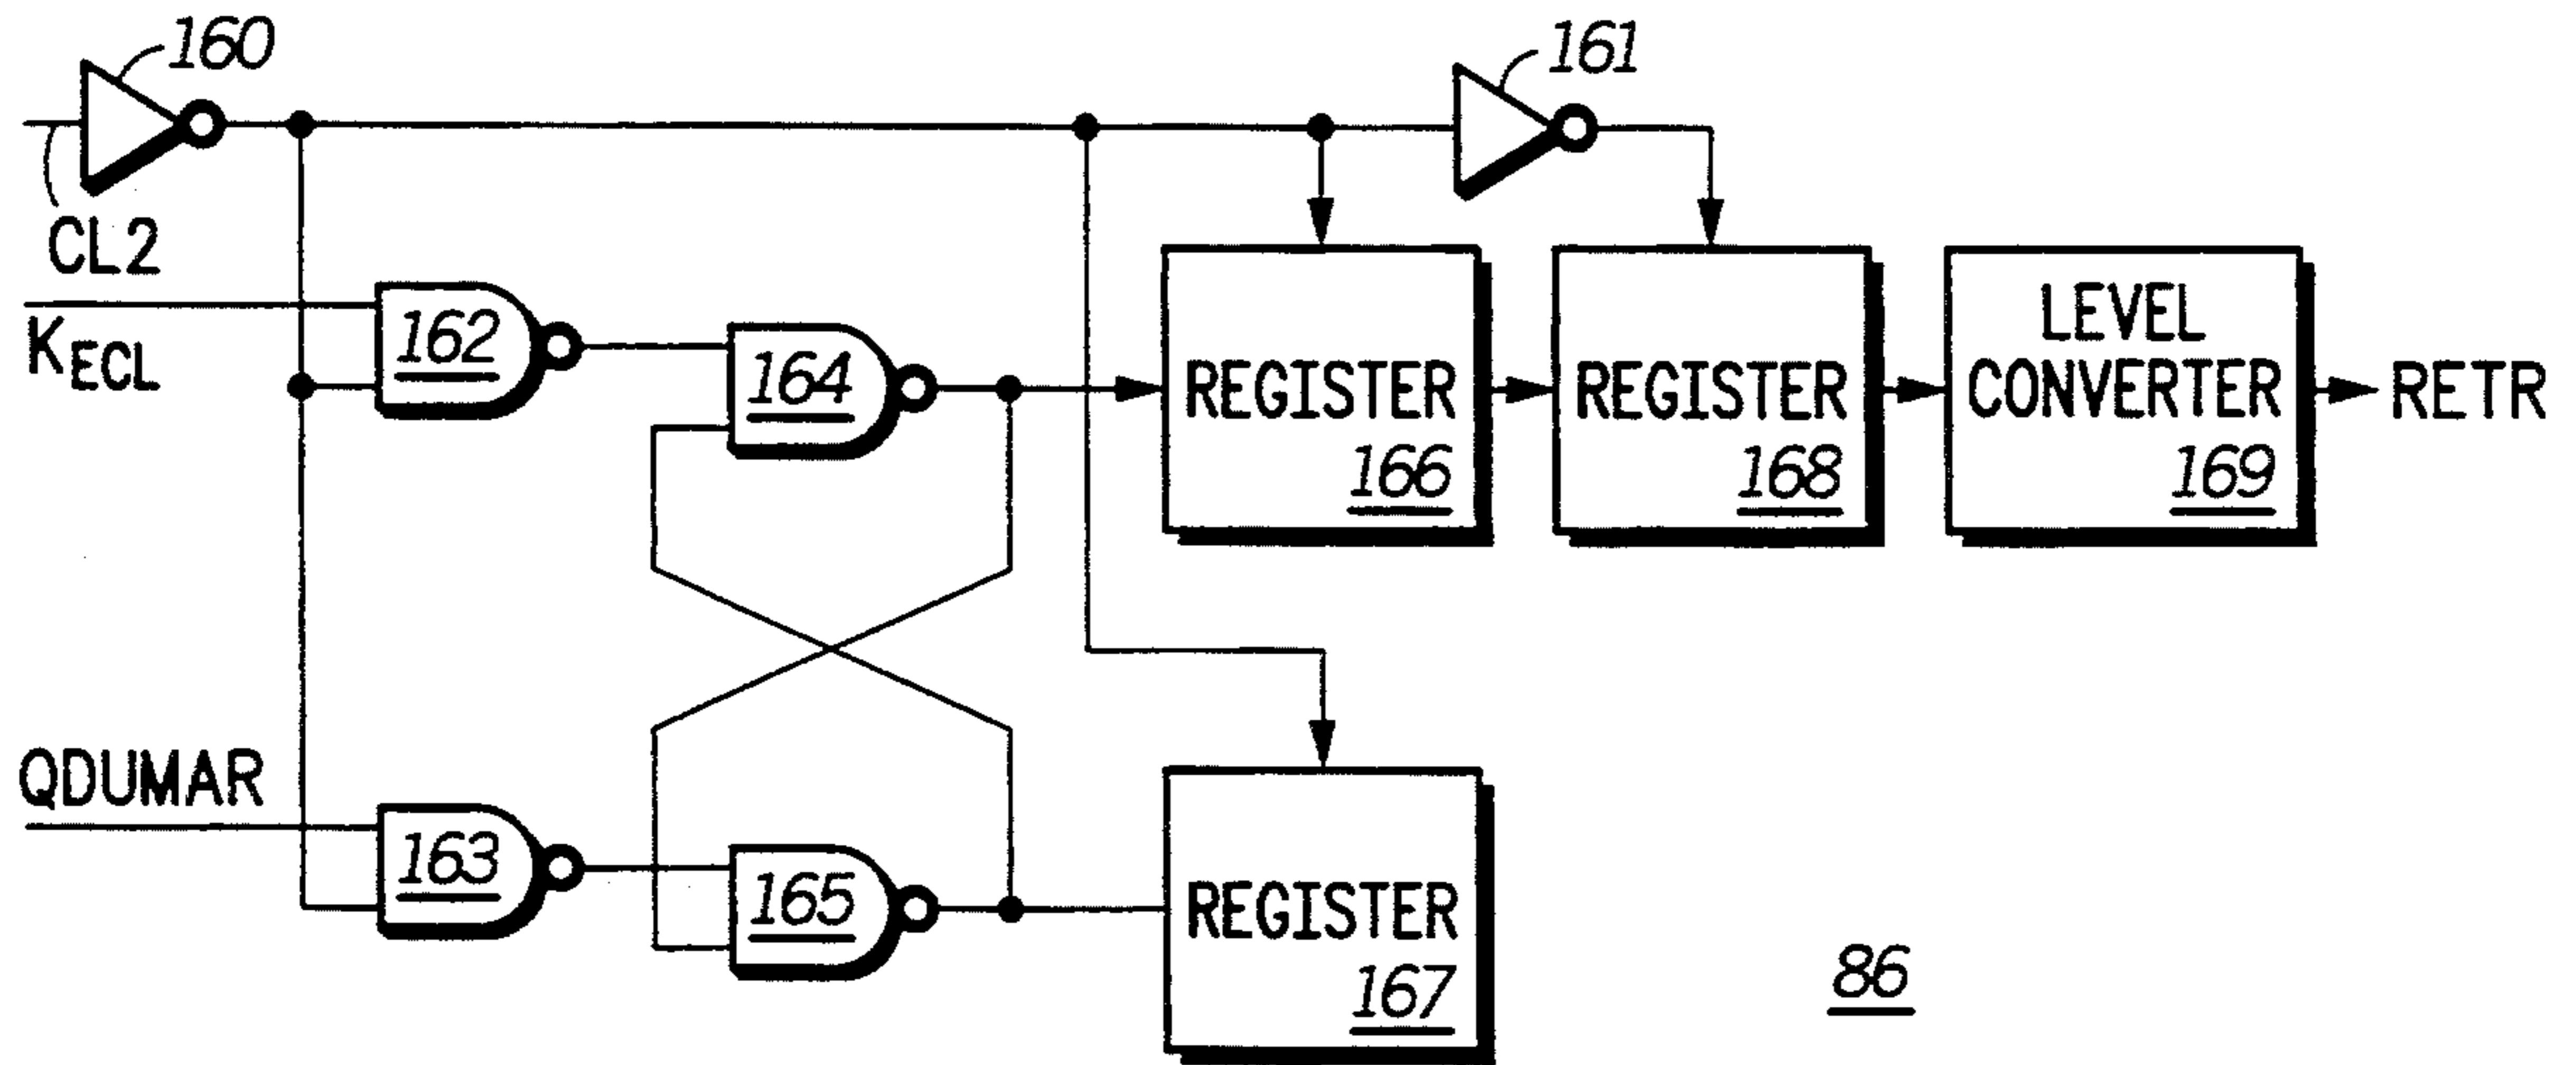 160
161
CL2
K_ECL
162
164
REGISTER
166
REGISTER
168
LEVEL
CONVERTER
169
RETR
QDUMAR
163
165
REGISTER
167
86